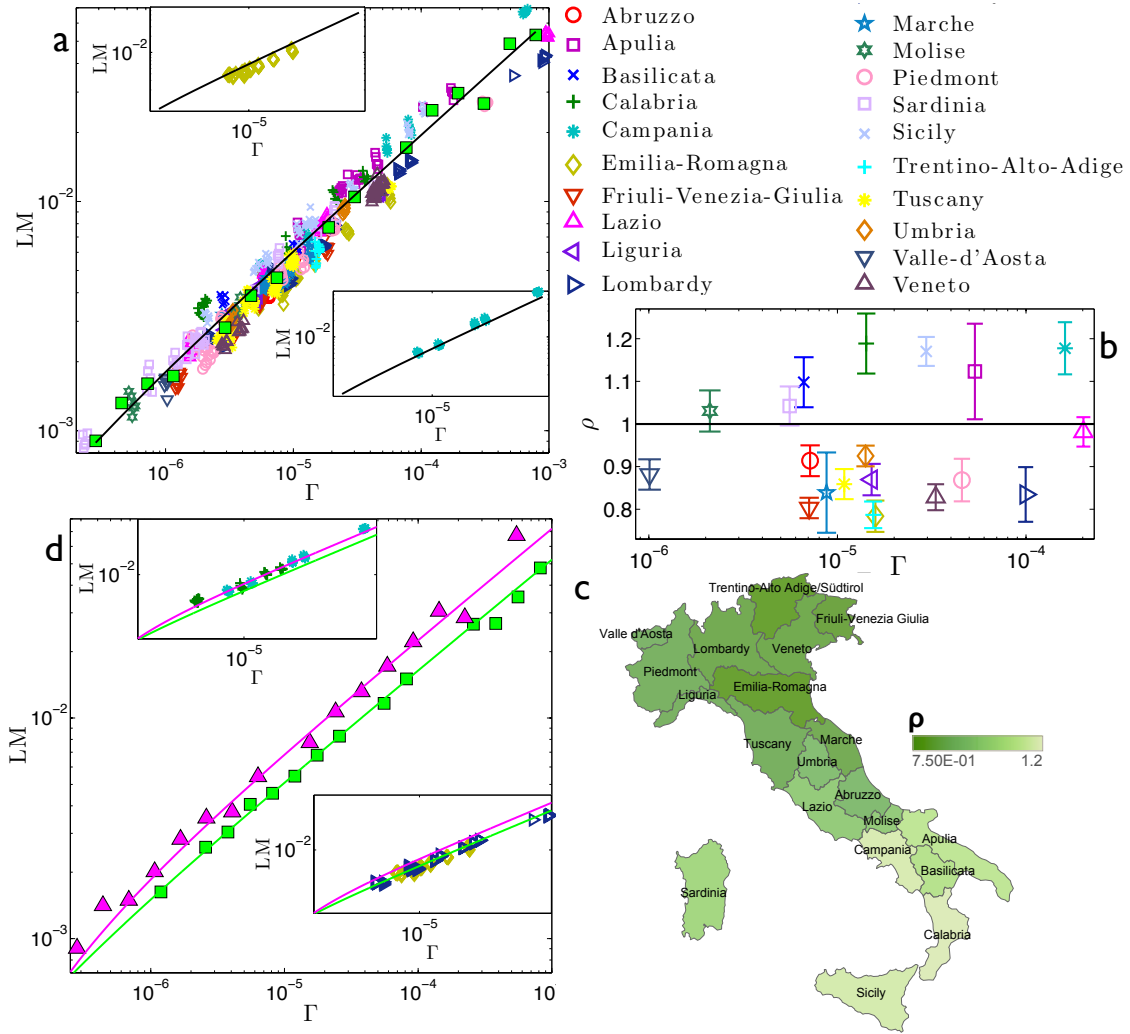 a
LM
10⁻²
10⁻⁵
Γ
10⁻²
LM
10⁻³
LM
10⁻²
10⁻⁵
Γ
10⁻⁶
10⁻⁵
10⁻⁴
10⁻³
Γ
Abruzzo
Apulia
Basilicata
Calabria
Campania
Emilia-Romagna
Friuli-Venezia-Giulia
Lazio
Liguria
Lombardy
Marche
Molise
Piedmont
Sardinia
Sicily
Trentino-Alto-Adige
Tuscany
Umbria
Valle-d'Aosta
Veneto
b
1.2
1.1
1
0.9
0.8
ρ
10⁻⁶
10⁻⁵
10⁻⁴
Γ
c
Trentino-Alto Adige/Südtirol
Friuli-Venezia Giulia
Valle d'Aosta
Lombardy
Veneto
Piedmont
Emilia-Romagna
Liguria
Tuscany
Marche
Umbria
Abruzzo
Lazio
Molise
Apulia
Campania
Basilicata
Sardinia
Calabria
Sicily
ρ
7.50E-01 1.2
d
LM
10⁻²
10⁻⁵
Γ
10⁻²
LM
10⁻³
LM
10⁻²
10⁻⁵
Γ
10⁻⁶
10⁻⁵
10⁻⁴
10
Γ